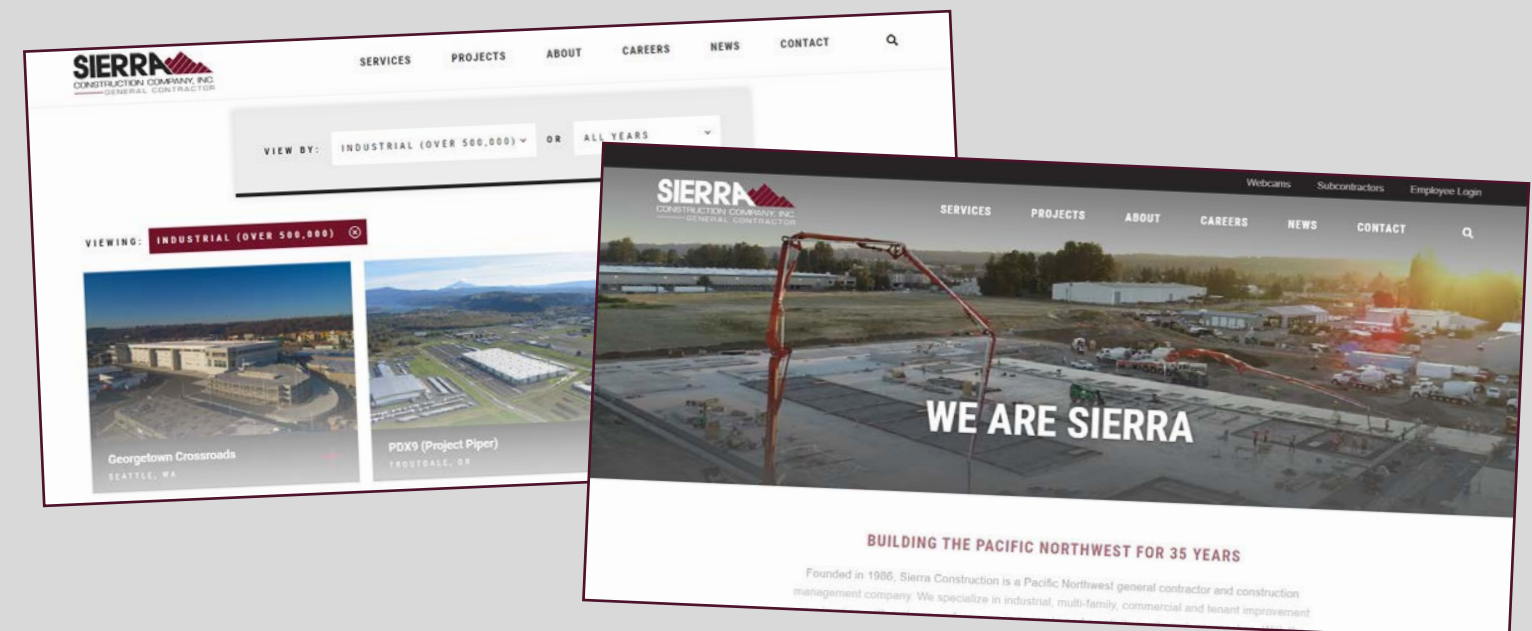 SIERRA
CONSTRUCTION COMPANY, INC.
GENERAL CONTRACTOR
SERVICES PROJECTS ABOUT CAREERS NEWS CONTACT
VIEW BY: INDUSTRIAL (OVER 500,000) OR ALL YEARS
VIEWING: INDUSTRIAL (OVER 500,000)
Georgetown Crossroads
SEATTLE, WA
PDX9 (Project Piper)
TROUTDALE, OR
Webcams Subcontractors Employee Login
SIERRA
CONSTRUCTION COMPANY, INC.
GENERAL CONTRACTOR
SERVICES PROJECTS ABOUT CAREERS NEWS CONTACT
WE ARE SIERRA
BUILDING THE PACIFIC NORTHWEST FOR 35 YEARS
Founded in 1986, Sierra Construction is a Pacific Northwest general contractor and construction
management company. We specialize in industrial, multi-family, commercial and tenant improvement